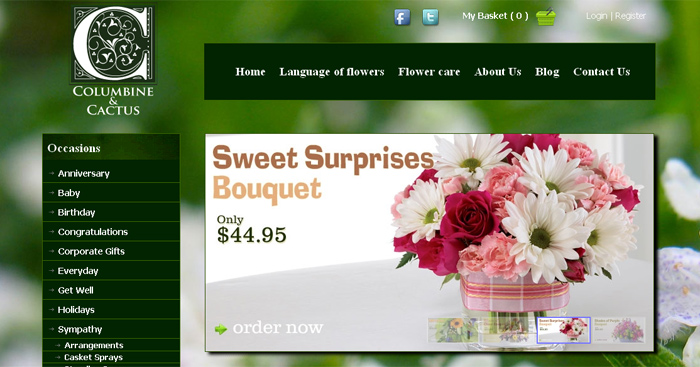 My Basket ( 0 )
Login | Register
C
COLUMBINE
&
CACTUS
Home Language of flowers Flower care About Us Blog Contact Us
Occasions
Anniversary
Baby
Birthday
Congratulations
Corporate Gifts
Everyday
Get Well
Holidays
Sympathy
Arrangements
Casket Sprays
Sweet Surprises
Bouquet
Only
$44.95
order now